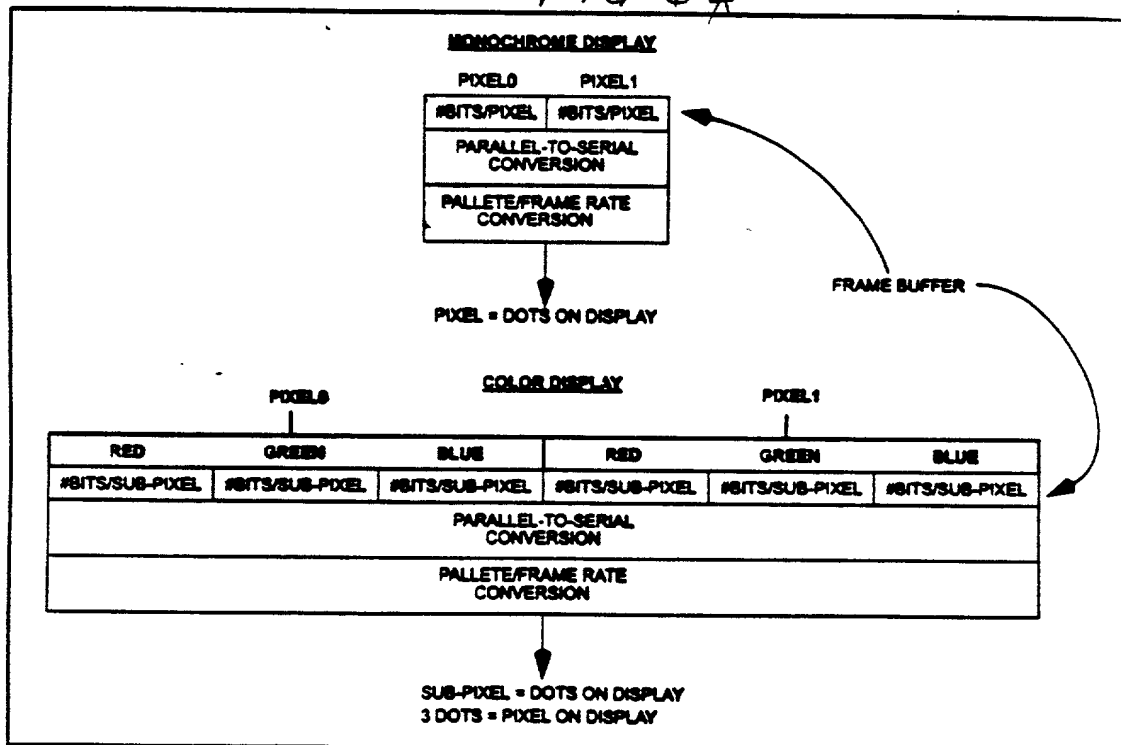 MONOCHROME DISPLAY
PIXEL0 PIXEL1
#BITS/PIXEL #BITS/PIXEL
PARALLEL-TO-SERIAL
CONVERSION
PALLETE/FRAME RATE
CONVERSION
FRAME BUFFER
PIXEL = DOTS ON DISPLAY
COLOR DISPLAY
PIXEL0 PIXEL1
RED GREEN BLUE RED GREEN BLUE
#BITS/SUB-PIXEL #BITS/SUB-PIXEL #BITS/SUB-PIXEL #BITS/SUB-PIXEL #BITS/SUB-PIXEL #BITS/SUB-PIXEL
PARALLEL-TO-SERIAL
CONVERSION
PALLETE/FRAME RATE
CONVERSION
SUB-PIXEL = DOTS ON DISPLAY
3 DOTS = PIXEL ON DISPLAY